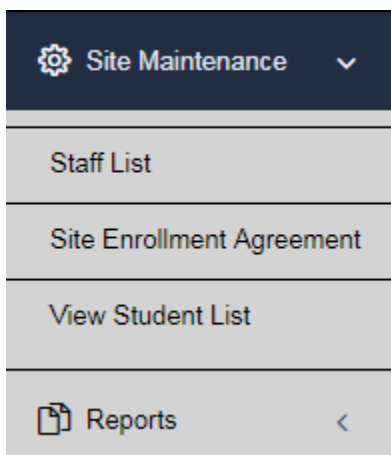 Site Maintenance
Staff List
Site Enrollment Agreement
View Student List
Reports